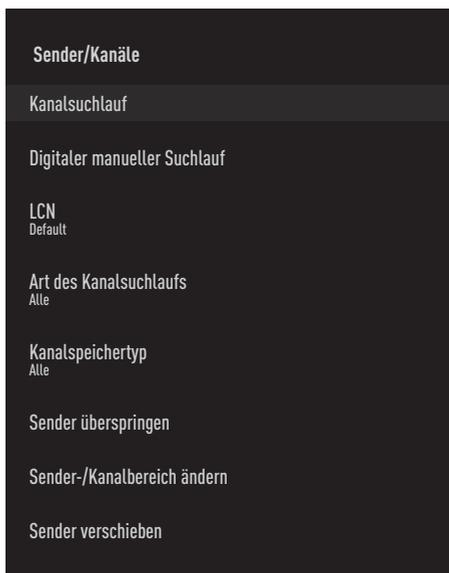 Sender/Kanäle
Kanalsuchlauf
Digitaler manueller Suchlauf
LCN
Default
Art des Kanalsuchlaufs
Alle
Kanalspeichertyp
Alle
Sender überspringen
Sender-/Kanalbereich ändern
Sender verschieben